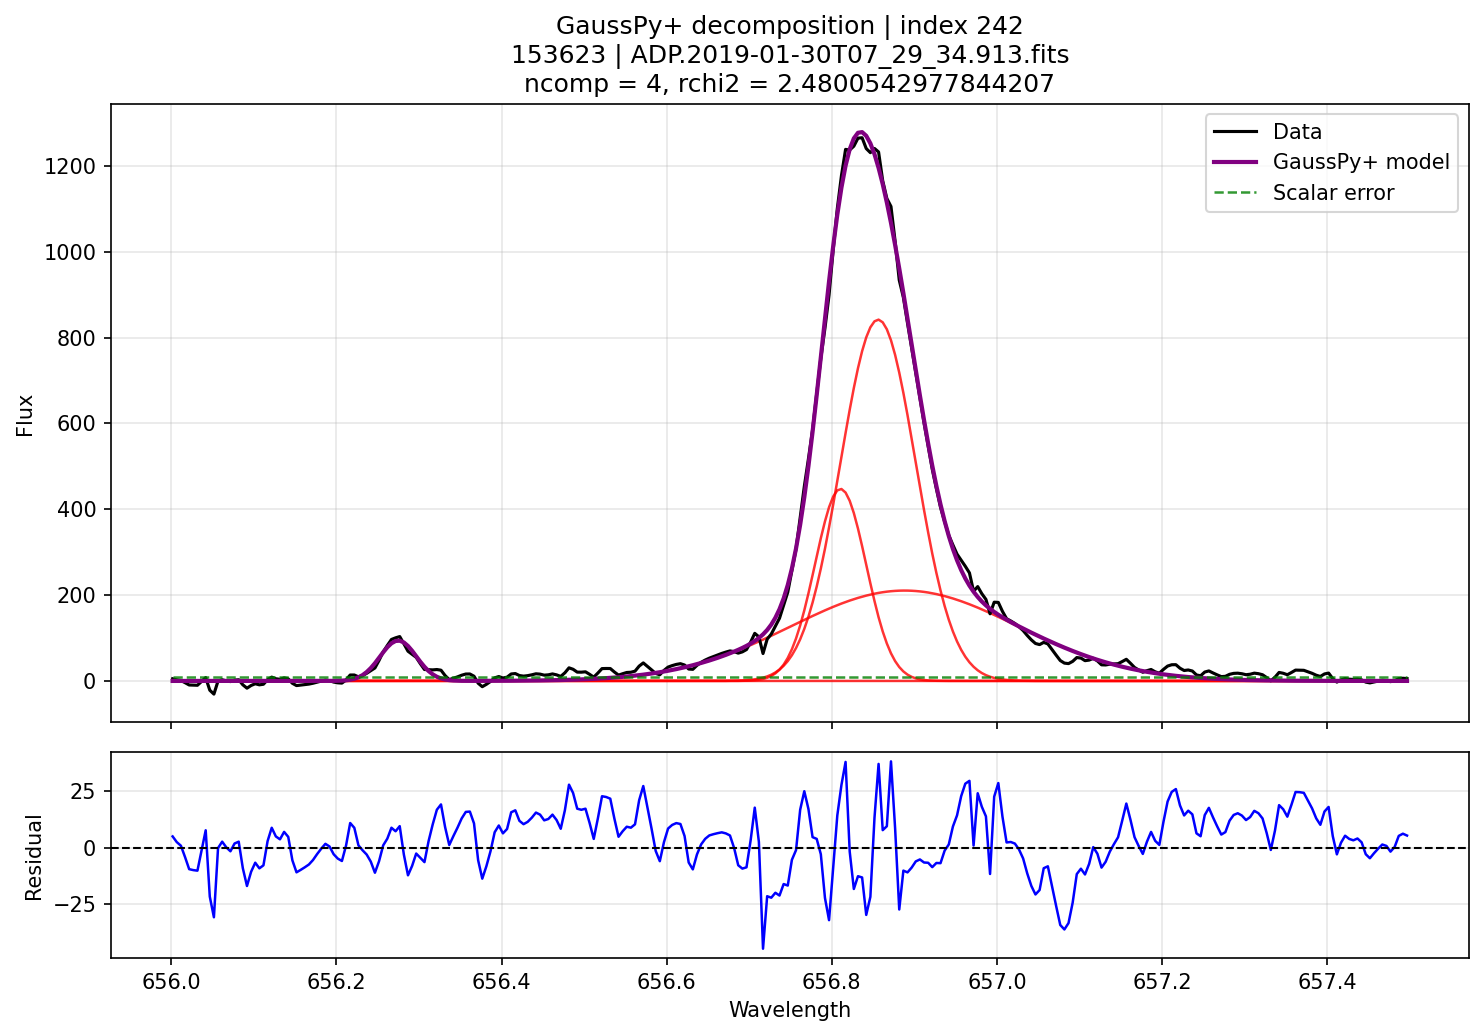 GaussPy+ decomposition | index 242
153623 | ADP.2019-01-30T07_29_34.913.fits
ncomp = 4, rchi2 = 2.4800542977844207
Data
GaussPy+ model
Scalar error
Flux
1200
1000
800
600
400
200
0
Residual
25
0
−25
656.0 656.2 656.4 656.6 656.8 657.0 657.2 657.4
Wavelength